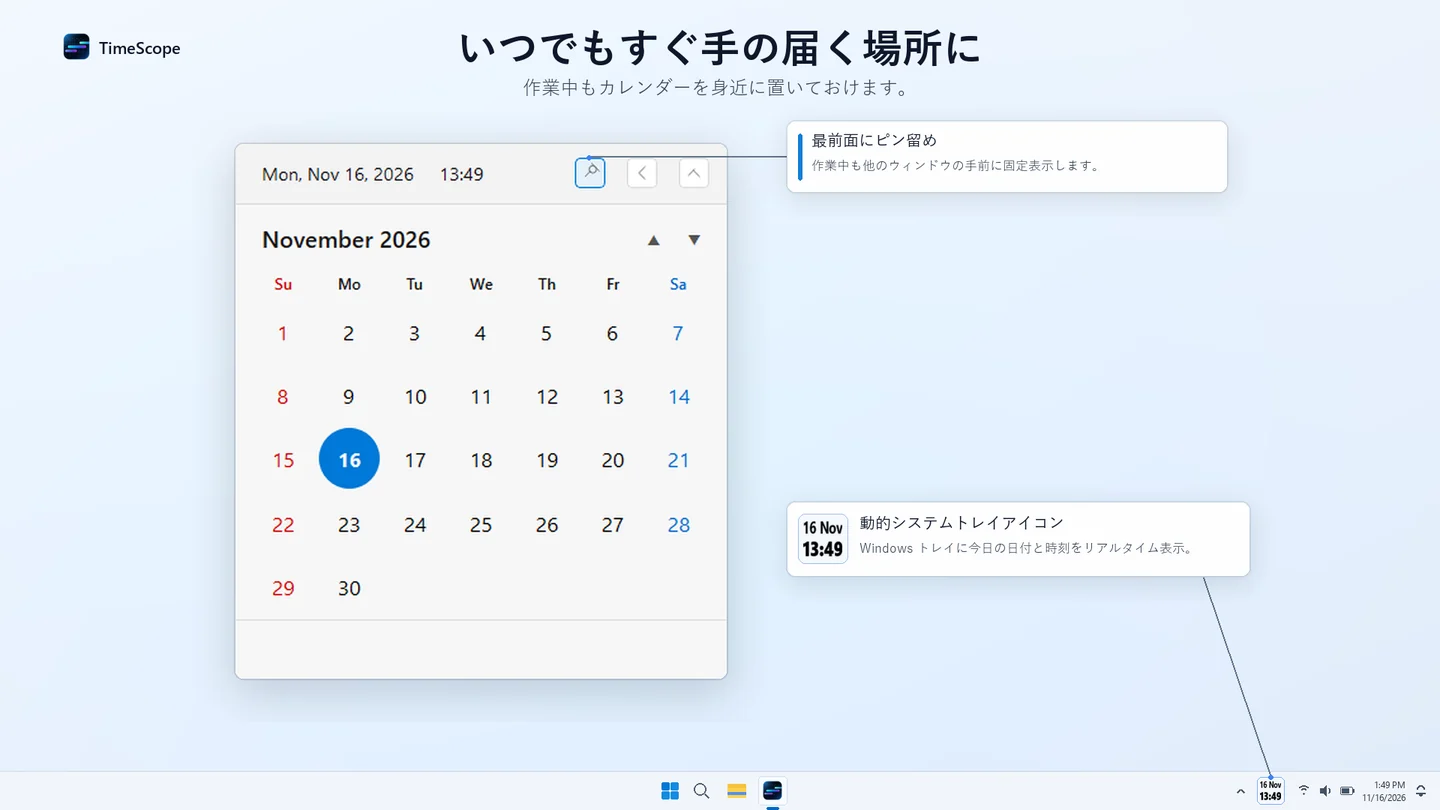 TimeScope
いつでもすぐ手の届く場所に
作業中もカレンダーを身近に置いておけます。
最前面にピン留め
作業中も他のウィンドウの手前に固定表示します。
Mon, Nov 16, 2026 13:49
November 2026 ▲ ▼
Su Mo Tu We Th Fr Sa
1 2 3 4 5 6 7
8 9 10 11 12 13 14
15 16 17 18 19 20 21
22 23 24 25 26 27 28
29 30
16 Nov
13:49
動的システムトレイアイコン
Windows トレイに今日の日付と時刻をリアルタイム表示。
16 Nov
13:49
1:49 PM
11/16/2026